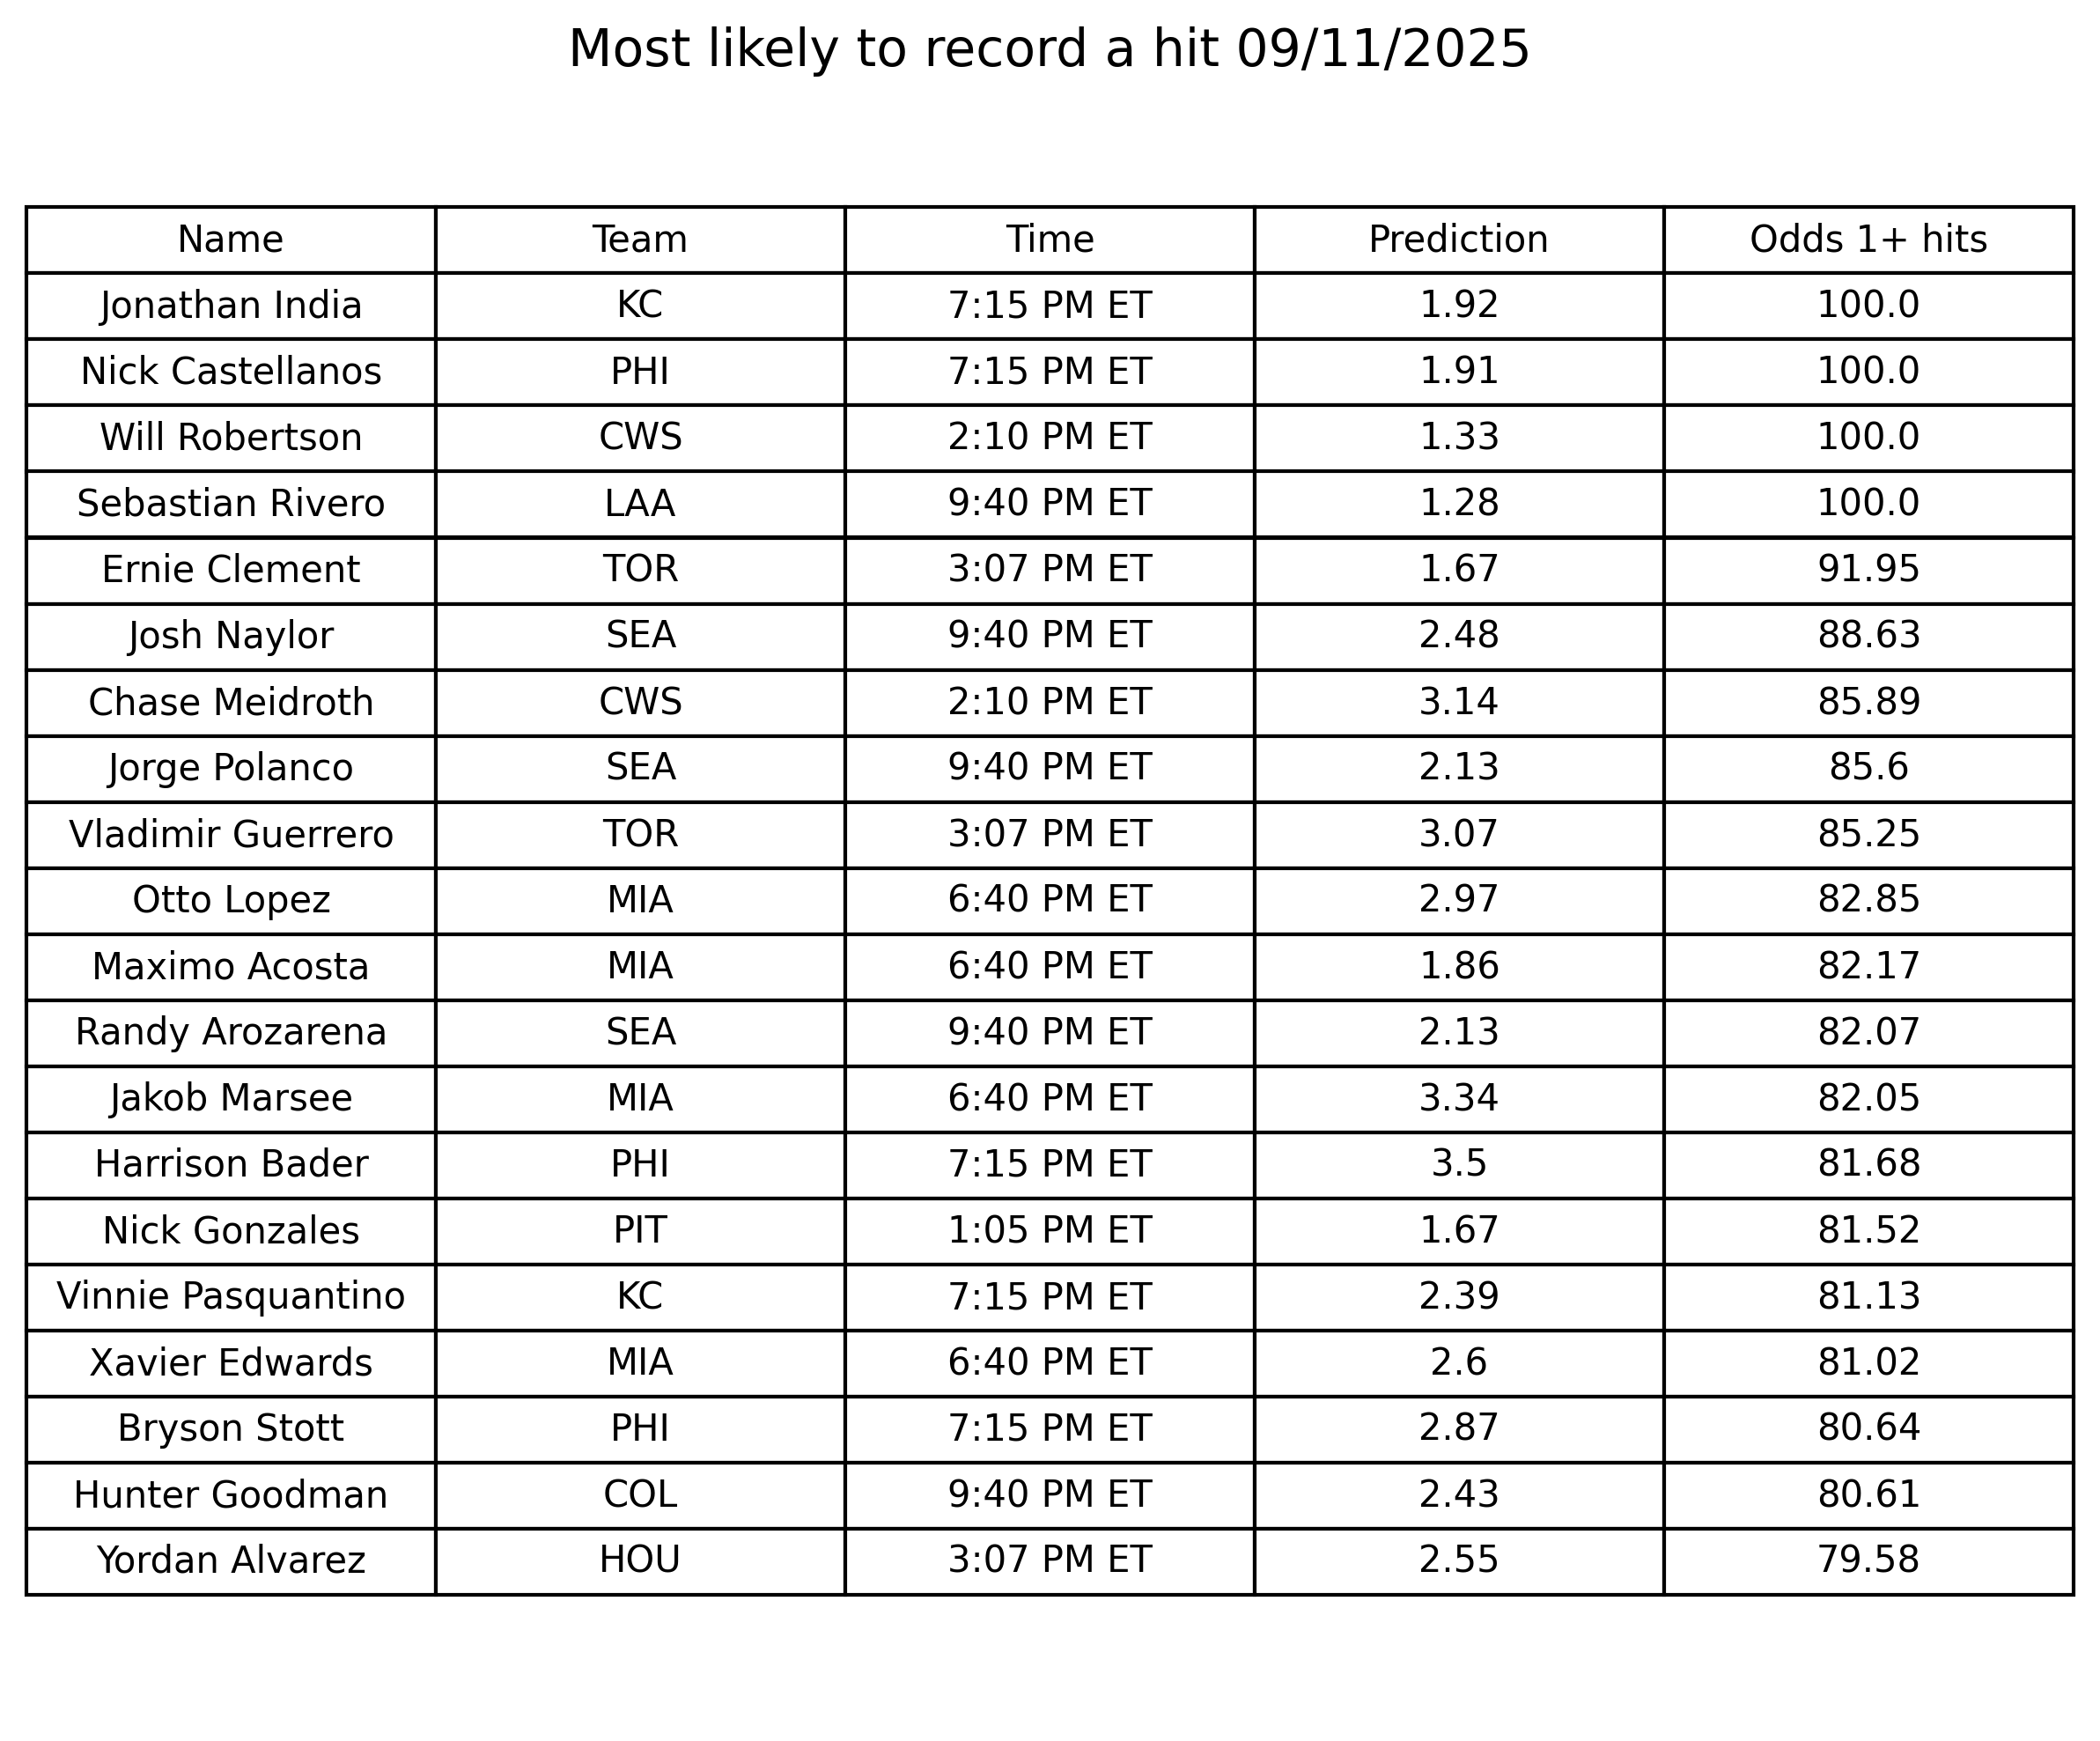 Most likely to record a hit 09/11/2025
Name Team Time Prediction Odds 1+ hits
Jonathan India KC 7:15 PM ET 1.92 100.0
Nick Castellanos PHI 7:15 PM ET 1.91 100.0
Will Robertson CWS 2:10 PM ET 1.33 100.0
Sebastian Rivero LAA 9:40 PM ET 1.28 100.0
Ernie Clement TOR 3:07 PM ET 1.67 91.95
Josh Naylor SEA 9:40 PM ET 2.48 88.63
Chase Meidroth CWS 2:10 PM ET 3.14 85.89
Jorge Polanco SEA 9:40 PM ET 2.13 85.6
Vladimir Guerrero TOR 3:07 PM ET 3.07 85.25
Otto Lopez MIA 6:40 PM ET 2.97 82.85
Maximo Acosta MIA 6:40 PM ET 1.86 82.17
Randy Arozarena SEA 9:40 PM ET 2.13 82.07
Jakob Marsee MIA 6:40 PM ET 3.34 82.05
Harrison Bader PHI 7:15 PM ET 3.5 81.68
Nick Gonzales PIT 1:05 PM ET 1.67 81.52
Vinnie Pasquantino KC 7:15 PM ET 2.39 81.13
Xavier Edwards MIA 6:40 PM ET 2.6 81.02
Bryson Stott PHI 7:15 PM ET 2.87 80.64
Hunter Goodman COL 9:40 PM ET 2.43 80.61
Yordan Alvarez HOU 3:07 PM ET 2.55 79.58